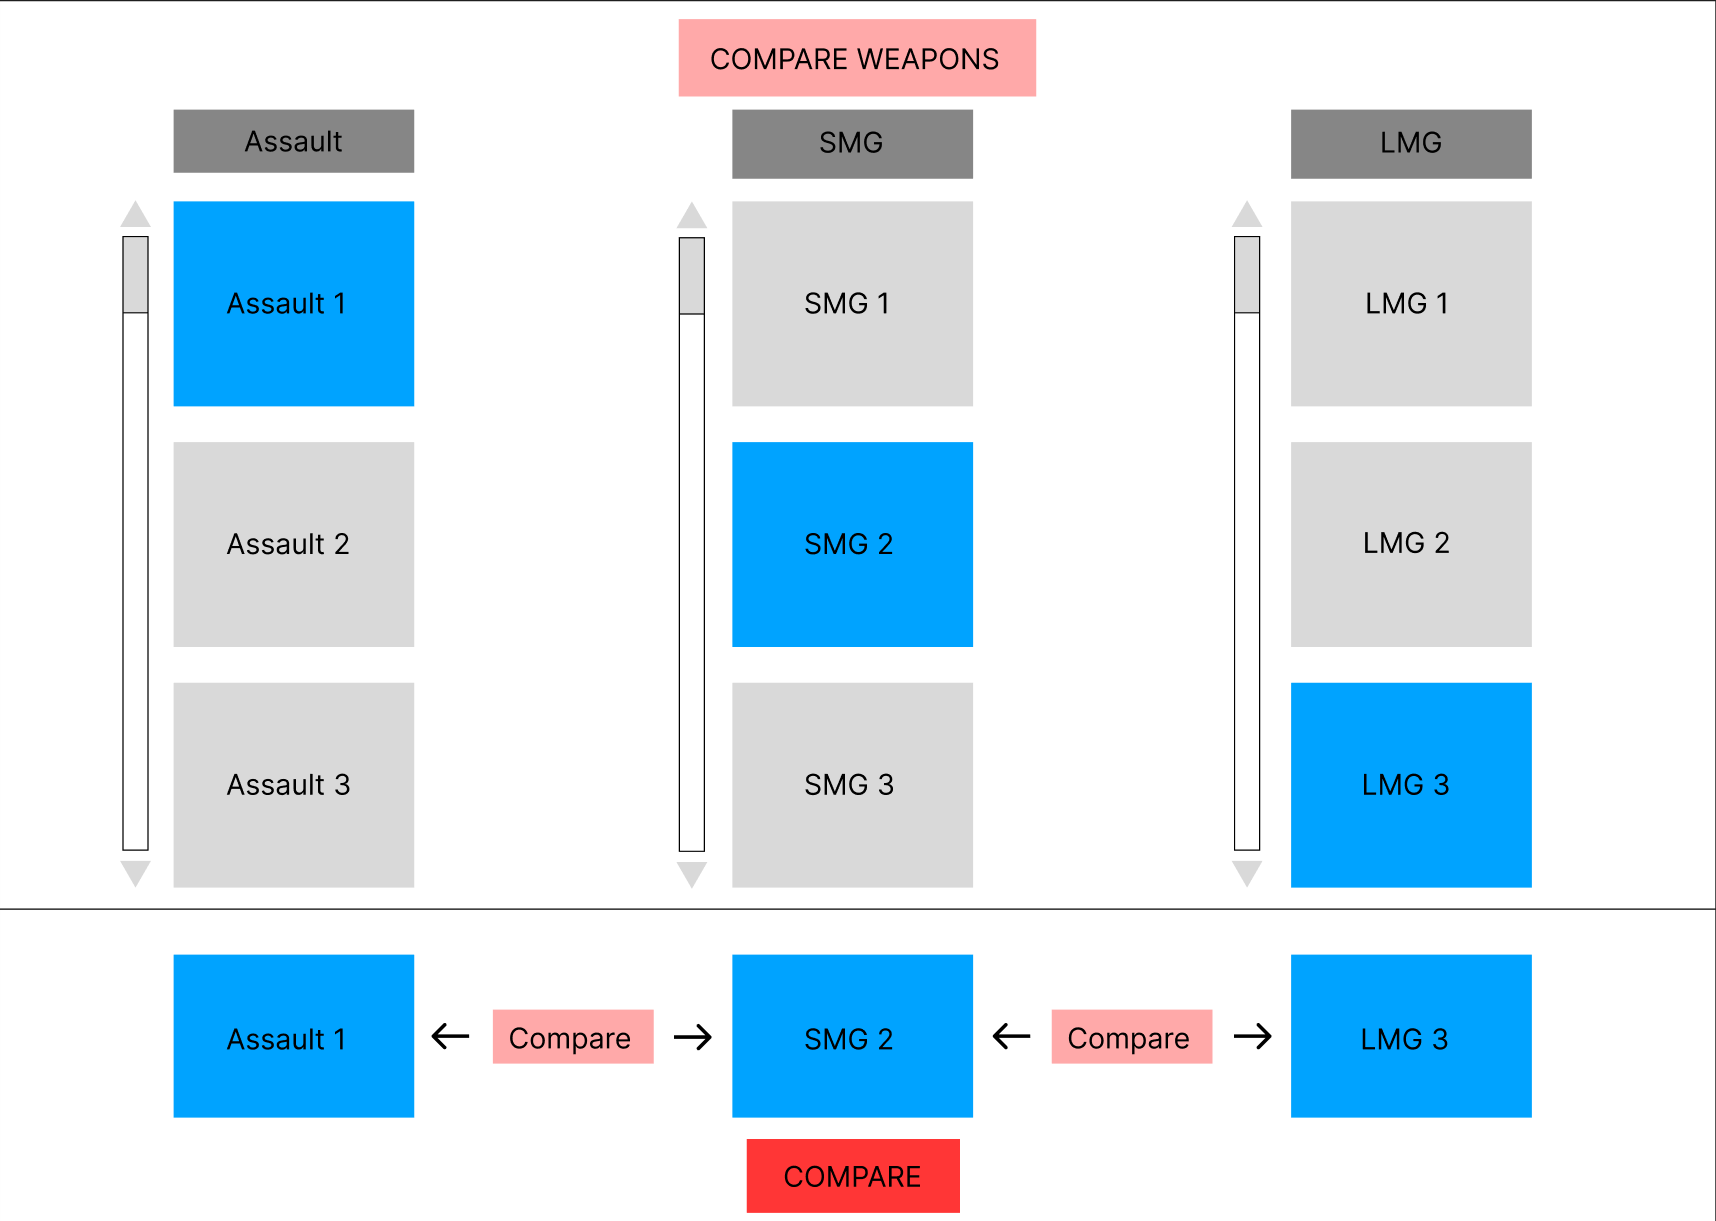 COMPARE WEAPONS
Assault
SMG
LMG
Assault 1
SMG 1
LMG 1
Assault 2
SMG 2
LMG 2
Assault 3
SMG 3
LMG 3
Assault 1
Compare
SMG 2
Compare
LMG 3
COMPARE